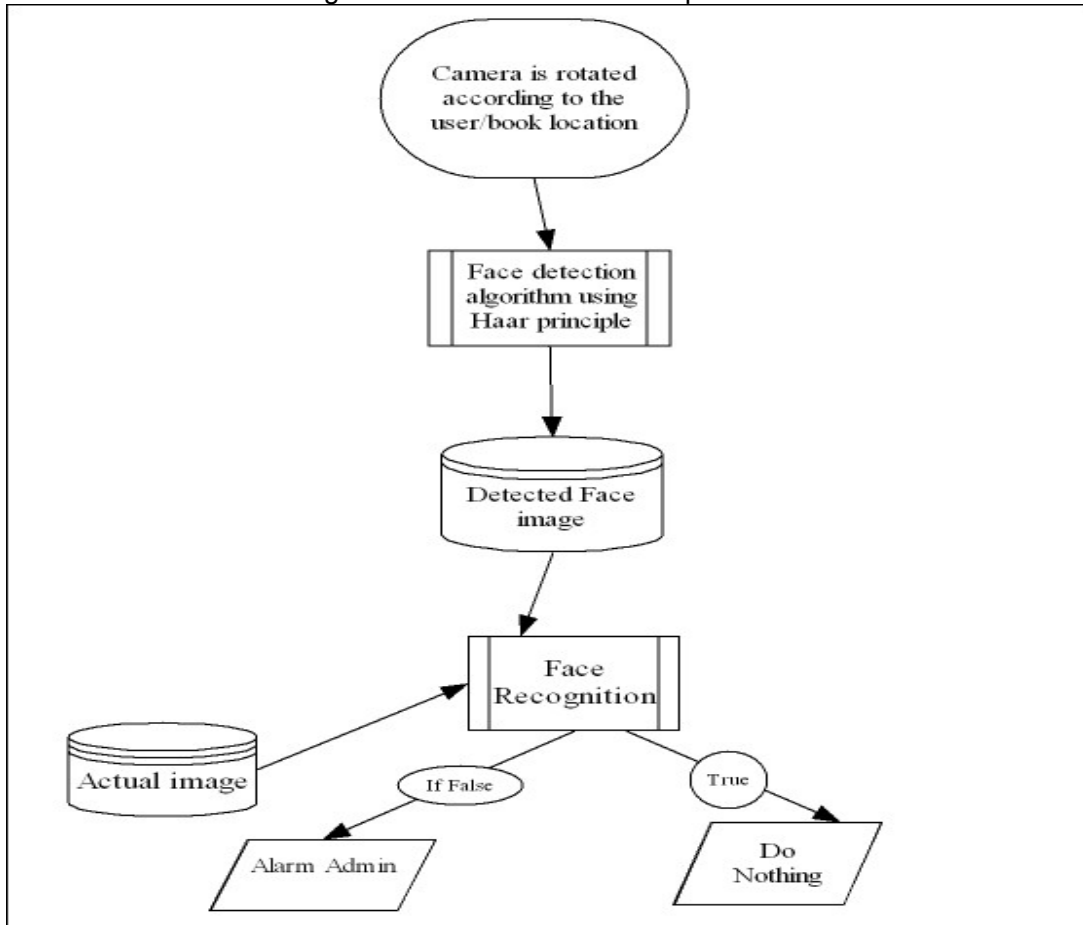 Camera is rotated
according to the
user/book location
Face detection
algorithm using
Haar principle
Detected Face
image
Face
Recognition
Actual image
If False
True
Alarm Admin
Do
Nothing